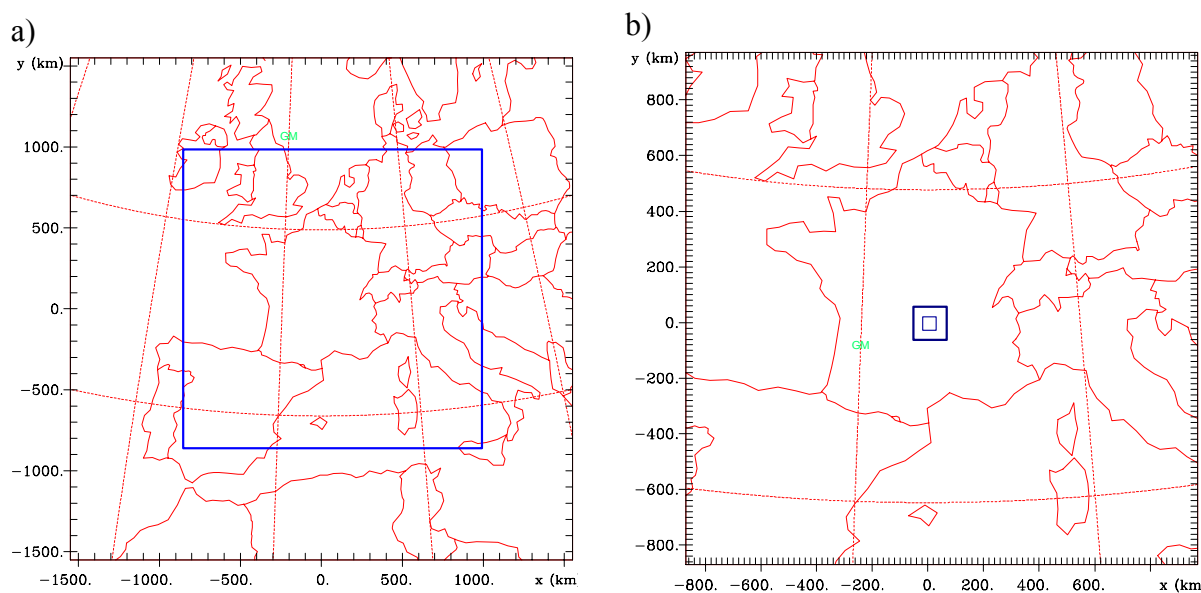 a)
y (km)
GM
1000.
500.
0.
−500.
−1000.
−1500.
−1500. −1000. −500. 0. 500. 1000. x (km
b)
y (km)
800.
600.
400.
200.
0.
GM
−200.
−400.
−600.
−800.
−800. −600. −400. −200. 0. 200. 400. 600. x (km